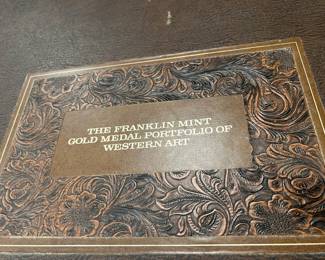 THE FRANKLIN MINT
GOLD MEDAL PORTFOLIO OF
WESTERN ART